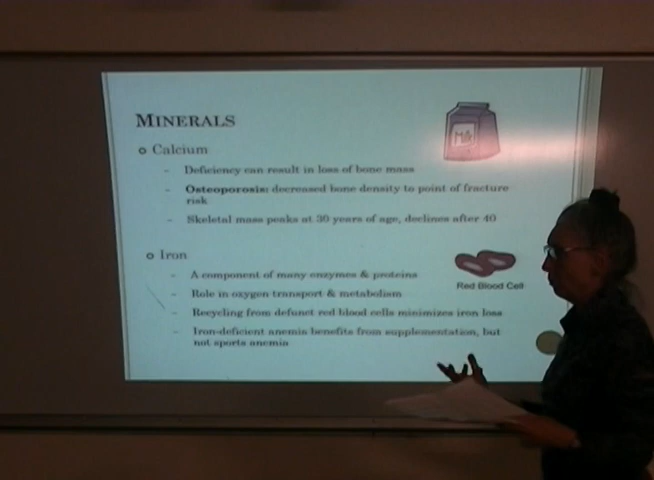 MINERALS
Calcium
- Deficiency can result in loss of bone mass
- Osteoporosis: decreased bone density to point of fracture
risk
- Skeletal mass peaks at 30 years of age, declines after 40
Milk
Iron
- A component of many enzymes & proteins
- Role in oxygen transport & metabolism
- Recycling from defunct red blood cells minimizes iron loss
- Iron-deficient anemia benefits from supplementation, but
not sports anemia
Red Blood Cell